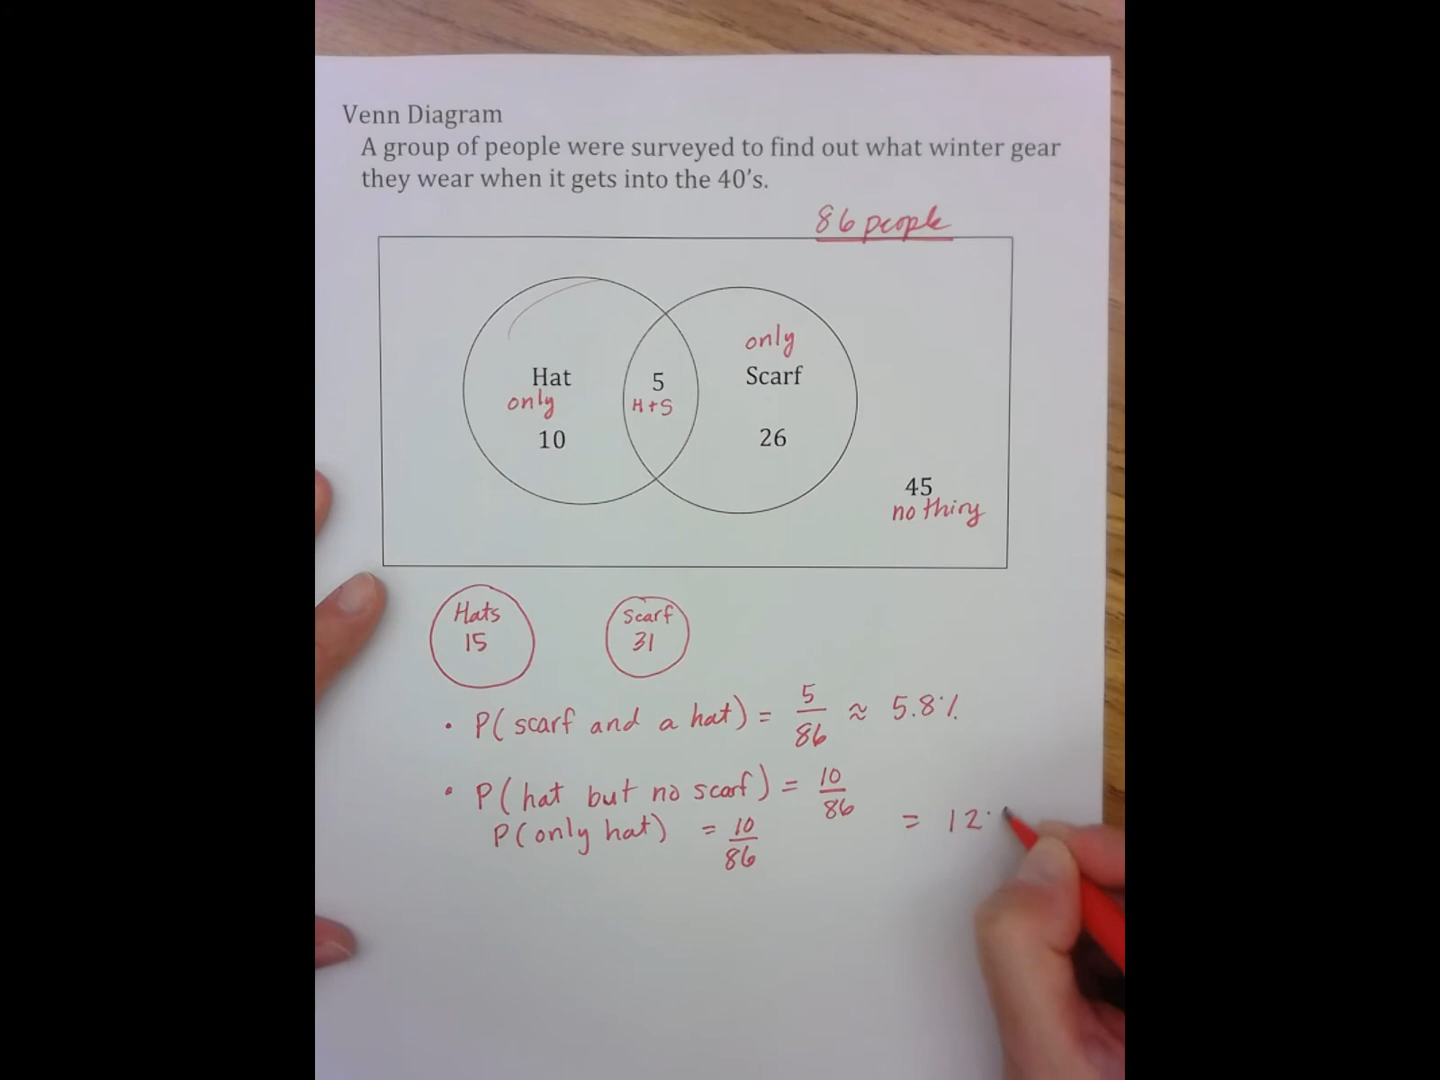 Venn Diagram
A group of people were surveyed to find out what winter gear
they wear when it gets into the 40's.
86 people
only
Hat 5 Scarf
only H+S
10 26
45
nothing
Hats Scarf
15 31
• P(scarf and a hat) = 5/86 ≈ 5.8%
• P(hat but no scarf) = 10/86
P(only hat) = 10/86 = 12